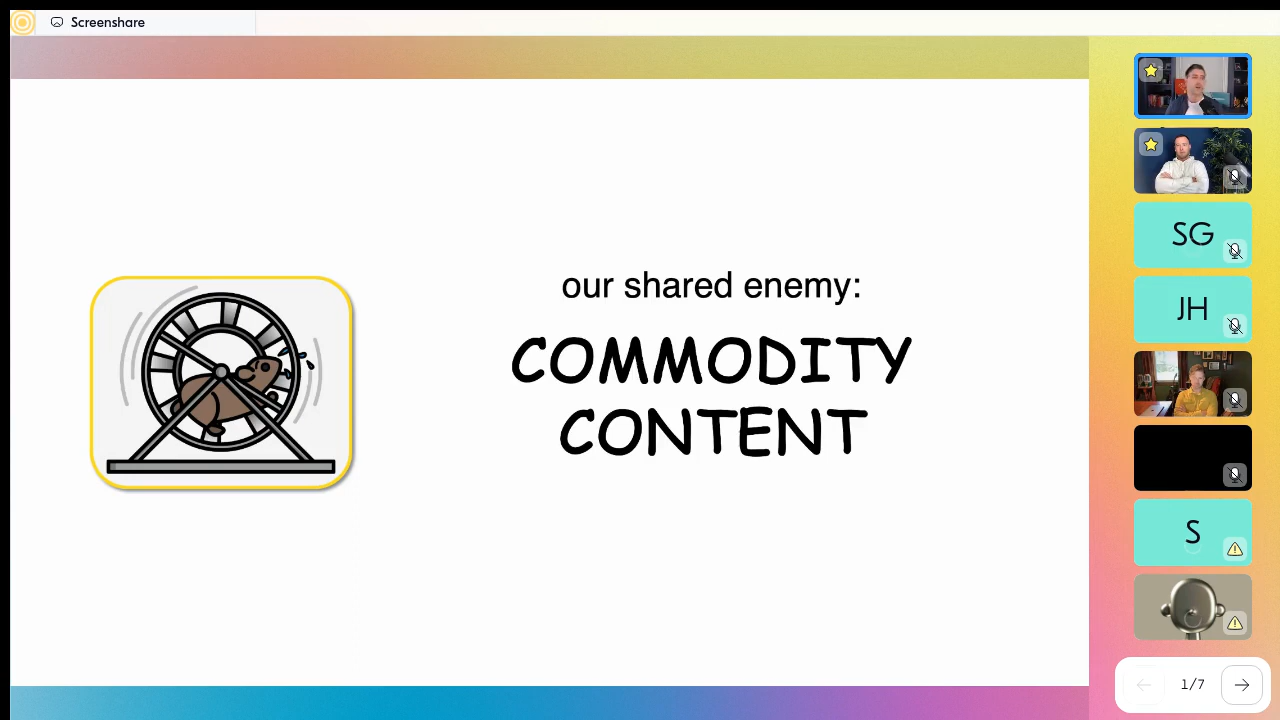 Screenshare
our shared enemy:
COMMODITY
CONTENT
SG
JH
S
1/7